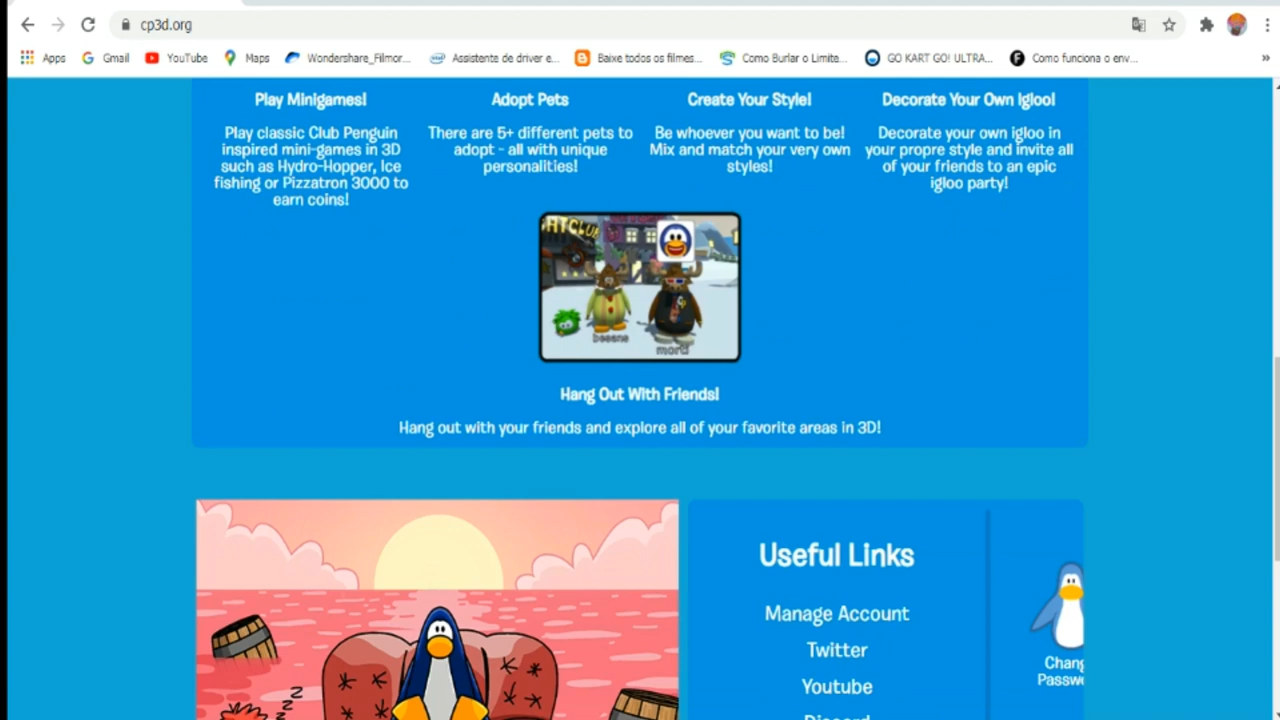 cp3d.org
Apps
Gmail
YouTube
Maps
Wondershare_Filmor...
Assistente de driver e...
Baixe todos os filmes...
Como Burlar o Limite...
GO KART GO! ULTRA...
Como funciona o env...
»
Play Minigames!
Play classic Club Penguin
inspired mini-games in 3D
such as Hydro-Hopper, Ice
fishing or Pizzatron 3000 to
earn coins!
Adopt Pets
There are 5+ different pets to
adopt - all with unique
personalities!
Create Your Style!
Be whoever you want to be!
Mix and match your very own
styles!
Decorate Your Own Igloo!
Decorate your own igloo in
your propre style and invite all
of your friends to an epic
igloo party!
Hang Out With Friends!
Hang out with your friends and explore all of your favorite areas in 3D!
z
z
z
Useful Links
Manage Account
Twitter
Youtube
Discord
Chang
Passwo